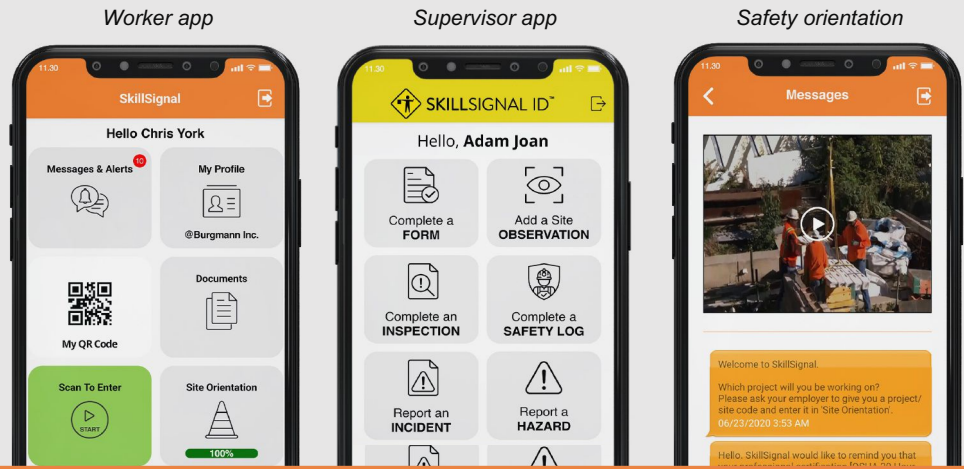 Worker app
Supervisor app
Safety orientation
11.30
SkillSignal
Hello Chris York
Messages & Alerts
10
My Profile
@Burgmann Inc.
My QR Code
Documents
Scan To Enter
START
Site Orientation
100%
11.30
SKILLSIGNAL ID™
Hello, Adam Joan
Complete a
FORM
Add a Site
OBSERVATION
Complete an
INSPECTION
Complete a
SAFETY LOG
Report an
INCIDENT
Report a
HAZARD
11.30
Messages
Welcome to SkillSignal.
Which project will you be working on?
Please ask your employer to give you a project/
site code and enter it in 'Site Orientation'.
06/23/2020 3:53 AM
Hello. SkillSignal would like to remind you that
your professional certification